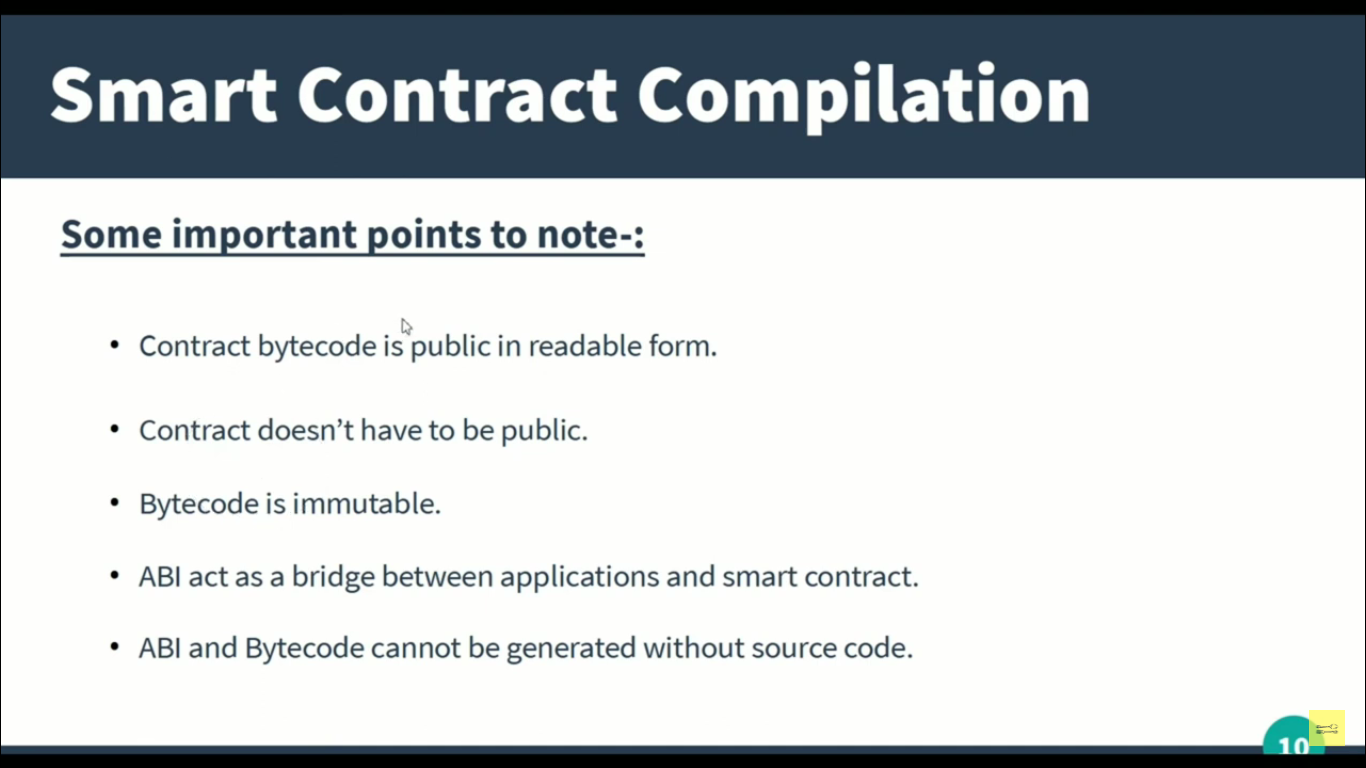 Smart Contract Compilation
Some important points to note-:
• Contract bytecode is public in readable form.
• Contract doesn’t have to be public.
• Bytecode is immutable.
• ABI act as a bridge between applications and smart contract.
• ABI and Bytecode cannot be generated without source code.
10